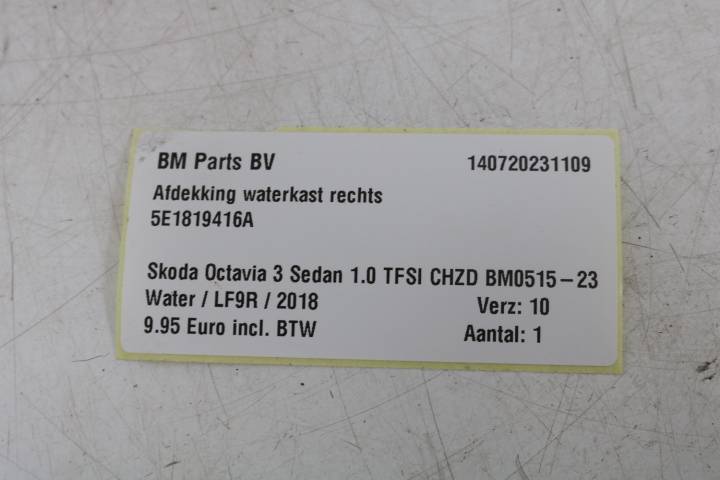 BM Parts BV 140720231109
Afdekking waterkast rechts
5E1819416A
Skoda Octavia 3 Sedan 1.0 TFSI CHZD BM0515-23
Water / LF9R / 2018 Verz: 10
9.95 Euro incl. BTW Aantal: 1